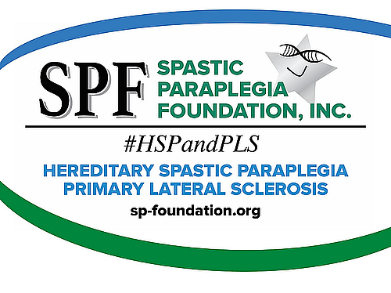 SPF SPASTIC
PARAPLEGIA
FOUNDATION, INC.
#HSPandPLS
HEREDITARY SPASTIC PARAPLEGIA
PRIMARY LATERAL SCLEROSIS
sp-foundation.org